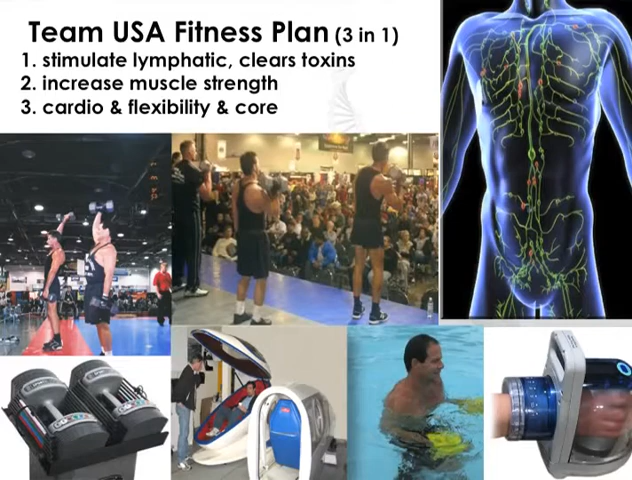 Team USA Fitness Plan (3 in 1)
1. stimulate lymphatic, clears toxins
2. increase muscle strength
3. cardio & flexibility & core